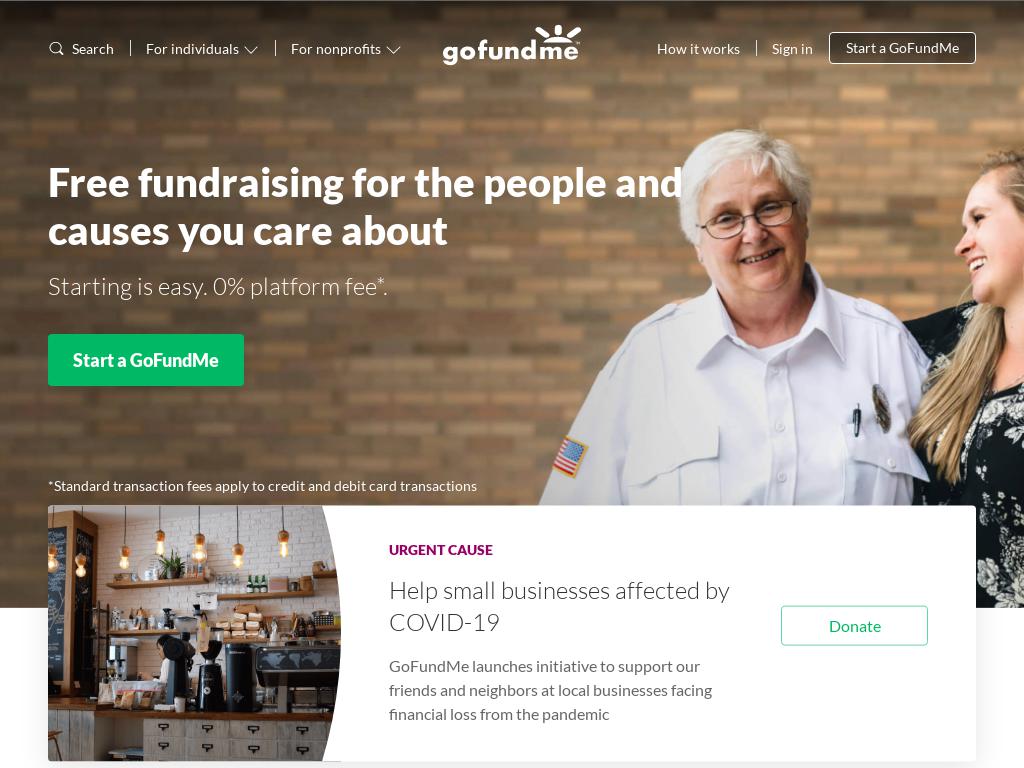 Search
For individuals
For nonprofits
gofundme
How it works
Sign in
Start a GoFundMe
Free fundraising for the people and
causes you care about
Starting is easy. 0% platform fee*.
Start a GoFundMe
*Standard transaction fees apply to credit and debit card transactions
URGENT CAUSE
Help small businesses affected by
COVID-19
GoFundMe launches initiative to support our
friends and neighbors at local businesses facing
financial loss from the pandemic
Donate